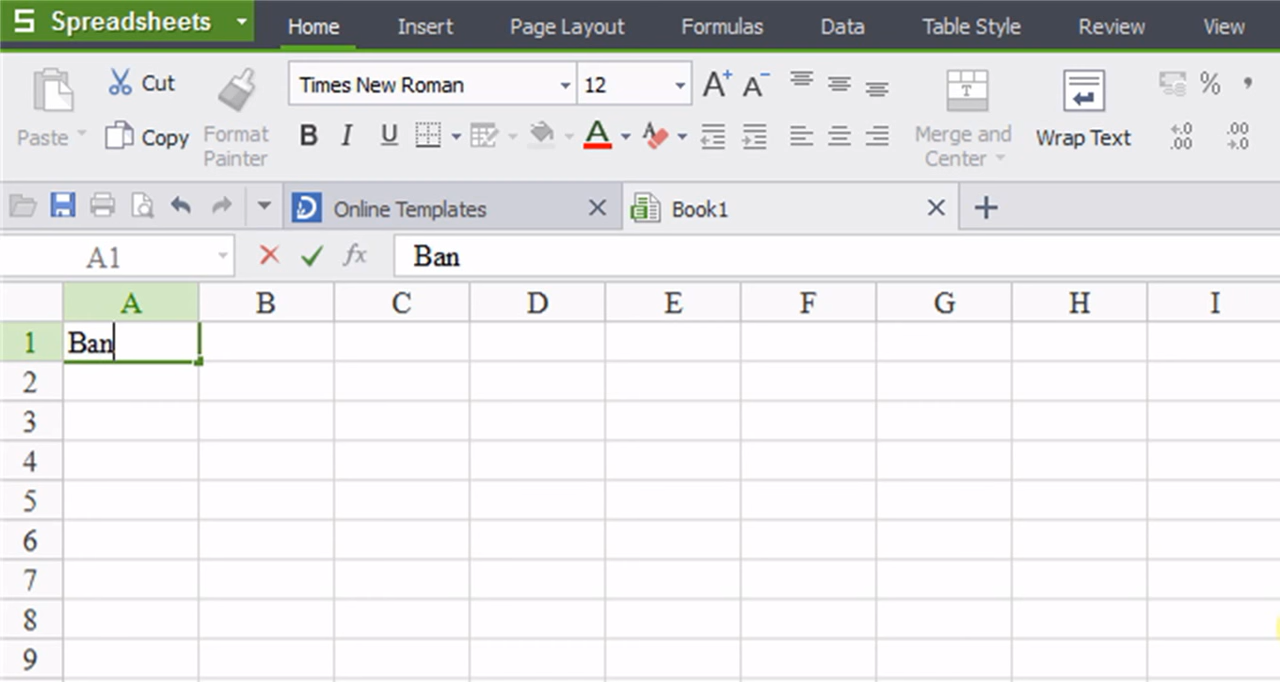 S Spreadsheets
Home Insert Page Layout Formulas Data Table Style Review View
Cut Times New Roman 12 A+ A- T %,
Paste Copy Format Painter B I U A Merge and Center Wrap Text +.0 .00 .00 +.0
Online Templates Book1
A1 fx Ban
A B C D E F G H I
1 Ban
2
3
4
5
6
7
8
9